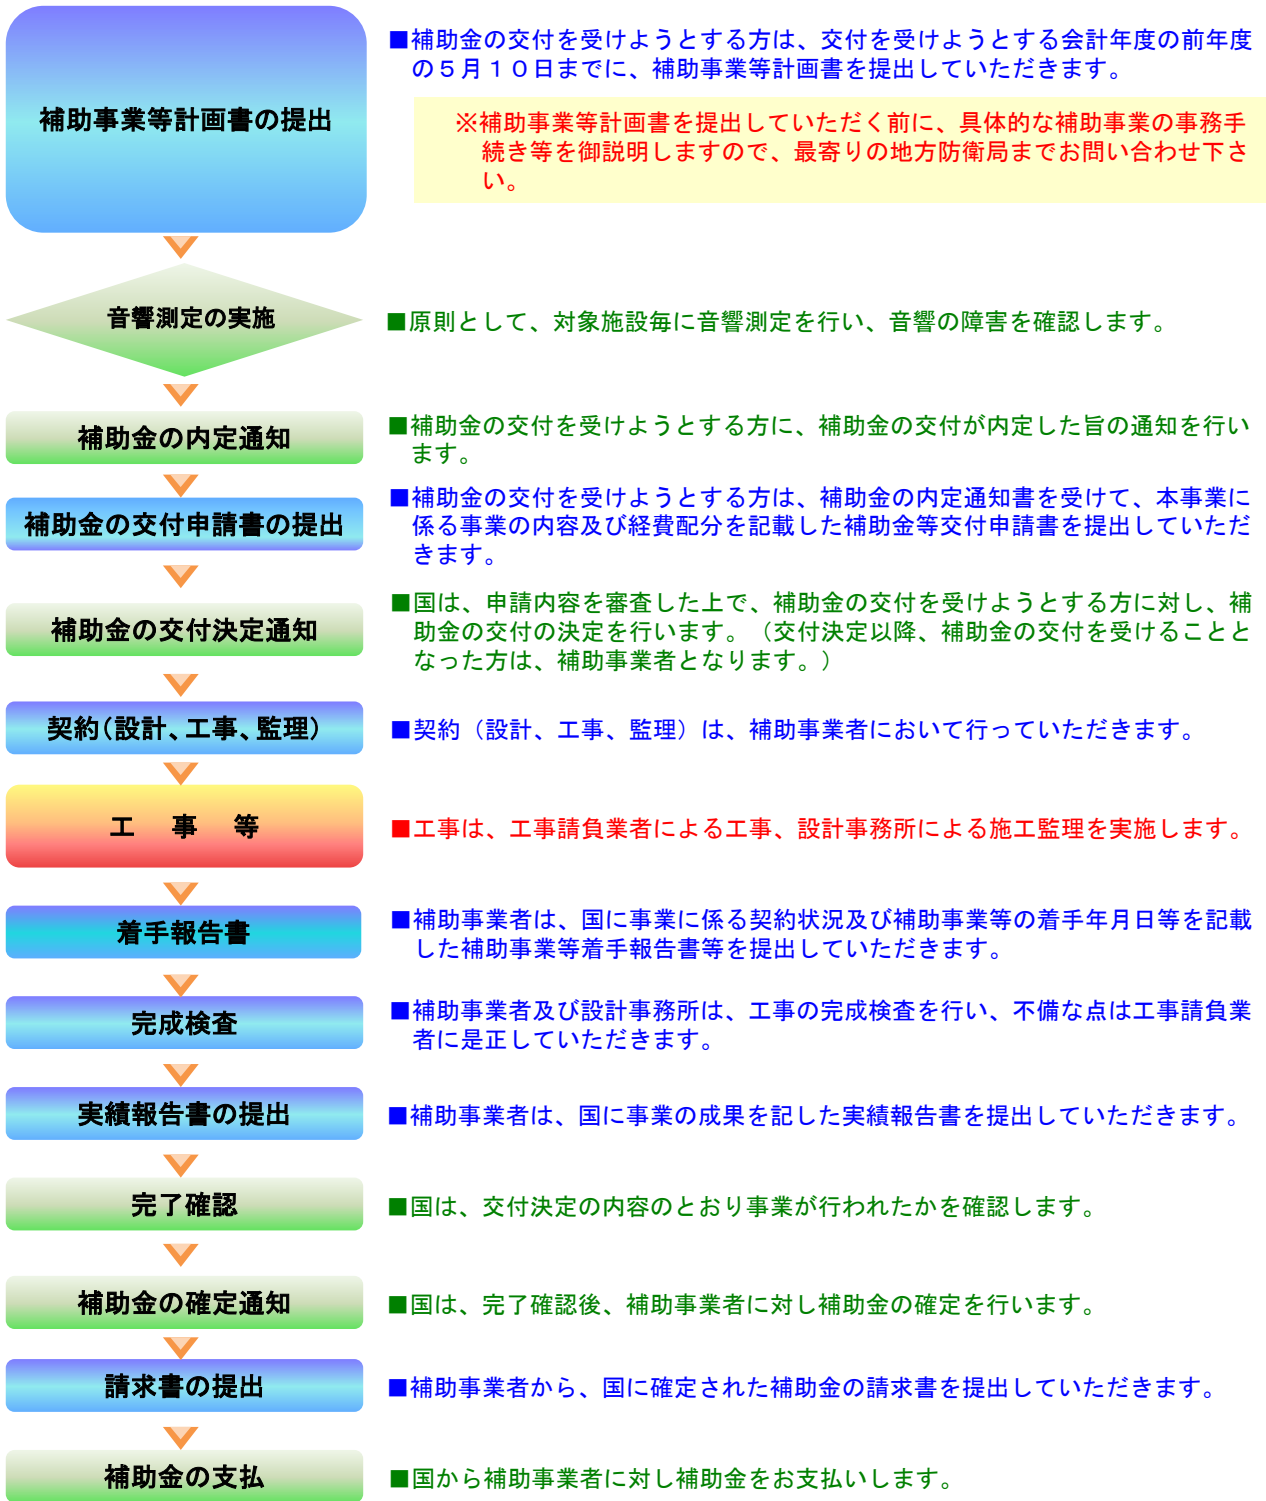 補助事業等計画書の提出
■補助金の交付を受けようとする方は、交付を受けようとする会計年度の前年度
の５月１０日までに、補助事業等計画書を提出していただきます。
※補助事業等計画書を提出していただく前に、具体的な補助事業の事務手
続き等を御説明しますので、最寄りの地方防衛局までお問い合わせ下さ
い。
音響測定の実施
■原則として、対象施設毎に音響測定を行い、音響の障害を確認します。
補助金の内定通知
■補助金の交付を受けようとする方に、補助金の交付が内定した旨の通知を行い
ます。
補助金の交付申請書の提出
■補助金の交付を受けようとする方は、補助金の内定通知書を受けて、本事業に
係る事業の内容及び経費配分を記載した補助金等交付申請書を提出していただ
きます。
補助金の交付決定通知
■国は、申請内容を審査した上で、補助金の交付を受けようとする方に対し、補
助金の交付の決定を行います。（交付決定以降、補助金の交付を受けることと
なった方は、補助事業者となります。）
契約（設計、工事、監理）
■契約（設計、工事、監理）は、補助事業者において行っていただきます。
工　事　等
■工事は、工事請負業者による工事、設計事務所による施工監理を実施します。
着手報告書
■補助事業者は、国に事業に係る契約状況及び補助事業等の着手年月日等を記載
した補助事業等着手報告書等を提出していただきます。
完成検査
■補助事業者及び設計事務所は、工事の完成検査を行い、不備な点は工事請負業
者に是正していただきます。
実績報告書の提出
■補助事業者は、国に事業の成果を記した実績報告書を提出していただきます。
完了確認
■国は、交付決定の内容のとおり事業が行われたかを確認します。
補助金の確定通知
■国は、完了確認後、補助事業者に対し補助金の確定を行います。
請求書の提出
■補助事業者から、国に確定された補助金の請求書を提出していただきます。
補助金の支払
■国から補助事業者に対し補助金をお支払いします。